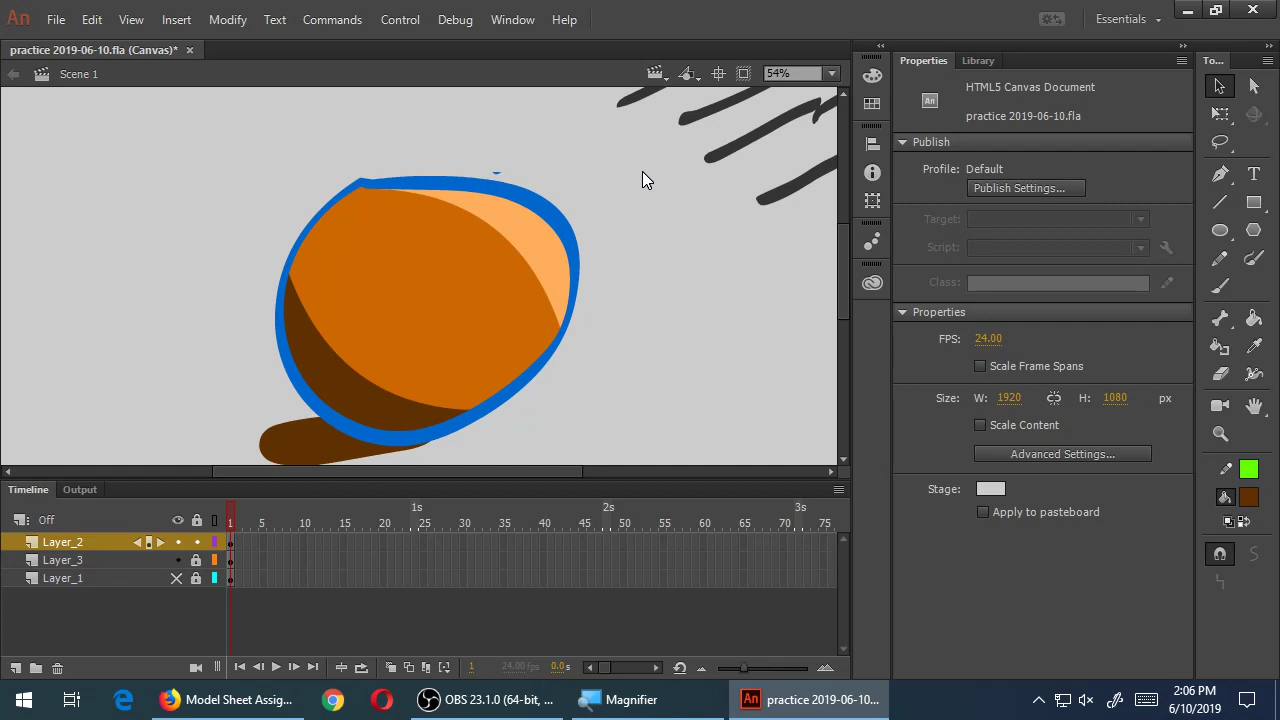 An File Edit View Insert Modify Text Commands Control Debug Window Help Essentials
practice 2019-06-10.fla (Canvas)* ×
Scene 1 54%
Properties Library To...
HTML5 Canvas Document
An practice 2019-06-10.fla
Publish
Profile: Default
Publish Settings...
Target:
Script:
Class:
Properties
FPS: 24.00
Scale Frame Spans
Size: W: 1920 H: 1080 px
Scale Content
Advanced Settings...
Stage:
Apply to pasteboard
Timeline Output
1s 2s 3s
Off 1 5 10 15 20 25 30 35 40 45 50 55 60 65 70 75
Layer_2
Layer_3
Layer_1
1 24.00 fps 0.0 s
Model Sheet Assig... OBS 23.1.0 (64-bit, ... Magnifier An practice 2019-06-10...
2:06 PM
6/10/2019